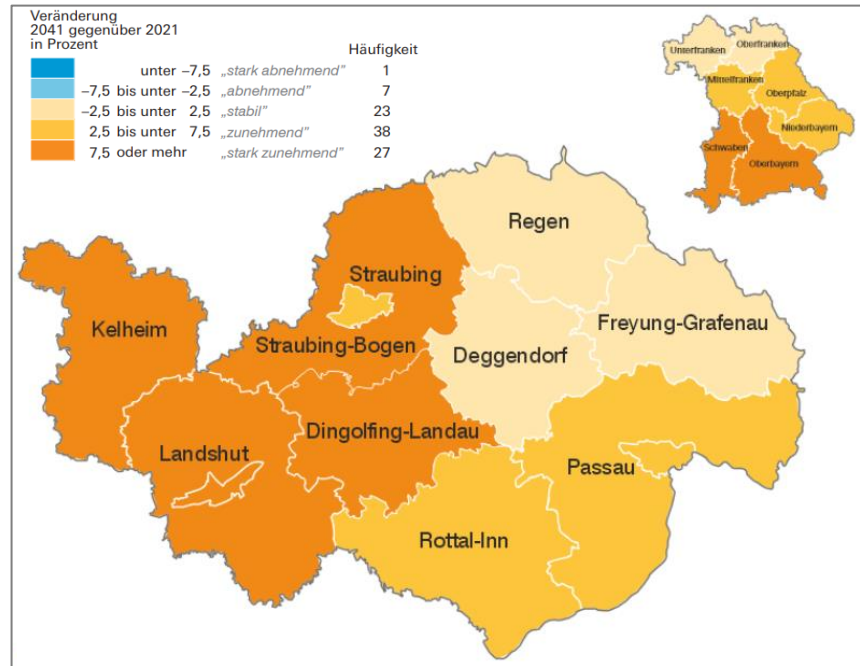 Veränderung
2041 gegenüber 2021
in Prozent
Häufigkeit
unter –7,5 „stark abnehmend” 1
–7,5 bis unter –2,5 „abnehmend” 7
–2,5 bis unter 2,5 „stabil” 23
2,5 bis unter 7,5 „zunehmend” 38
7,5 oder mehr „stark zunehmend” 27
Unterfranken
Oberfranken
Mittelfranken
Oberpfalz
Niederbayern
Schwaben
Oberbayern
Regen
Straubing
Kelheim
Freyung-Grafenau
Straubing-Bogen
Deggendorf
Dingolfing-Landau
Landshut
Passau
Rottal-Inn